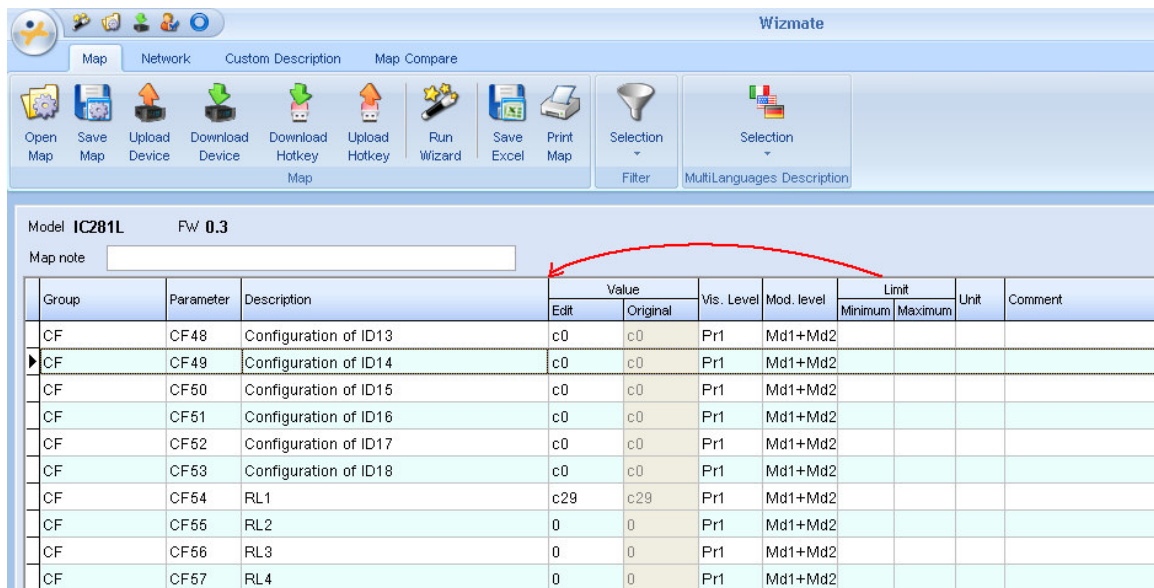 Wizmate
Map Network Custom Description Map Compare
Open Map Save Map Upload Device Download Device Download Hotkey Upload Hotkey Run Wizard Save Excel Print Map Selection Selection
Map Filter MultiLanguages Description
Model IC281L FW 0.3
Map note
Group Parameter Description Value Vis. Level Mod. level Limit Unit Comment
Edit Original Minimum Maximum
CF CF48 Configuration of ID13 c0 c0 Pr1 Md1+Md2
CF CF49 Configuration of ID14 c0 c0 Pr1 Md1+Md2
CF CF50 Configuration of ID15 c0 c0 Pr1 Md1+Md2
CF CF51 Configuration of ID16 c0 c0 Pr1 Md1+Md2
CF CF52 Configuration of ID17 c0 c0 Pr1 Md1+Md2
CF CF53 Configuration of ID18 c0 c0 Pr1 Md1+Md2
CF CF54 RL1 c29 c29 Pr1 Md1+Md2
CF CF55 RL2 0 0 Pr1 Md1+Md2
CF CF56 RL3 0 0 Pr1 Md1+Md2
CF CF57 RL4 0 0 Pr1 Md1+Md2